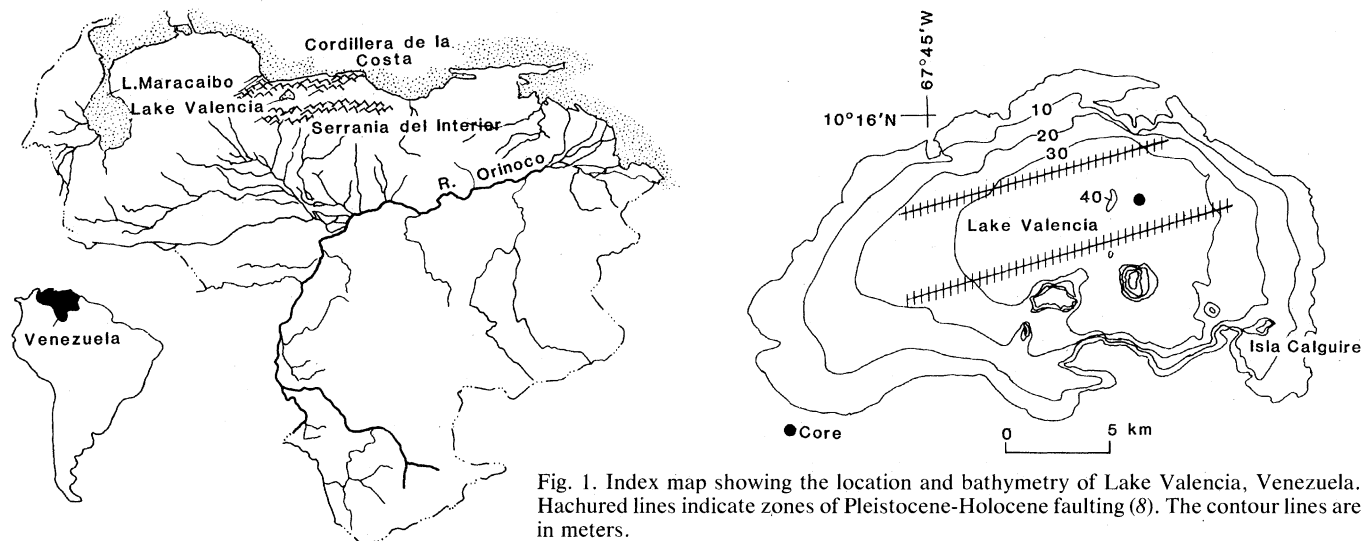 Cordillera de la
Costa
L. Maracaibo
Lake Valencia
Serrania del Interior
R. Orinoco
Venezuela
67°45'W
10°16'N
10
20
30
40
Lake Valencia
Isla Calguire
Core
0 5 km
Fig. 1. Index map showing the location and bathymetry of Lake Valencia, Venezuela.
Hachured lines indicate zones of Pleistocene-Holocene faulting (8). The contour lines are
in meters.